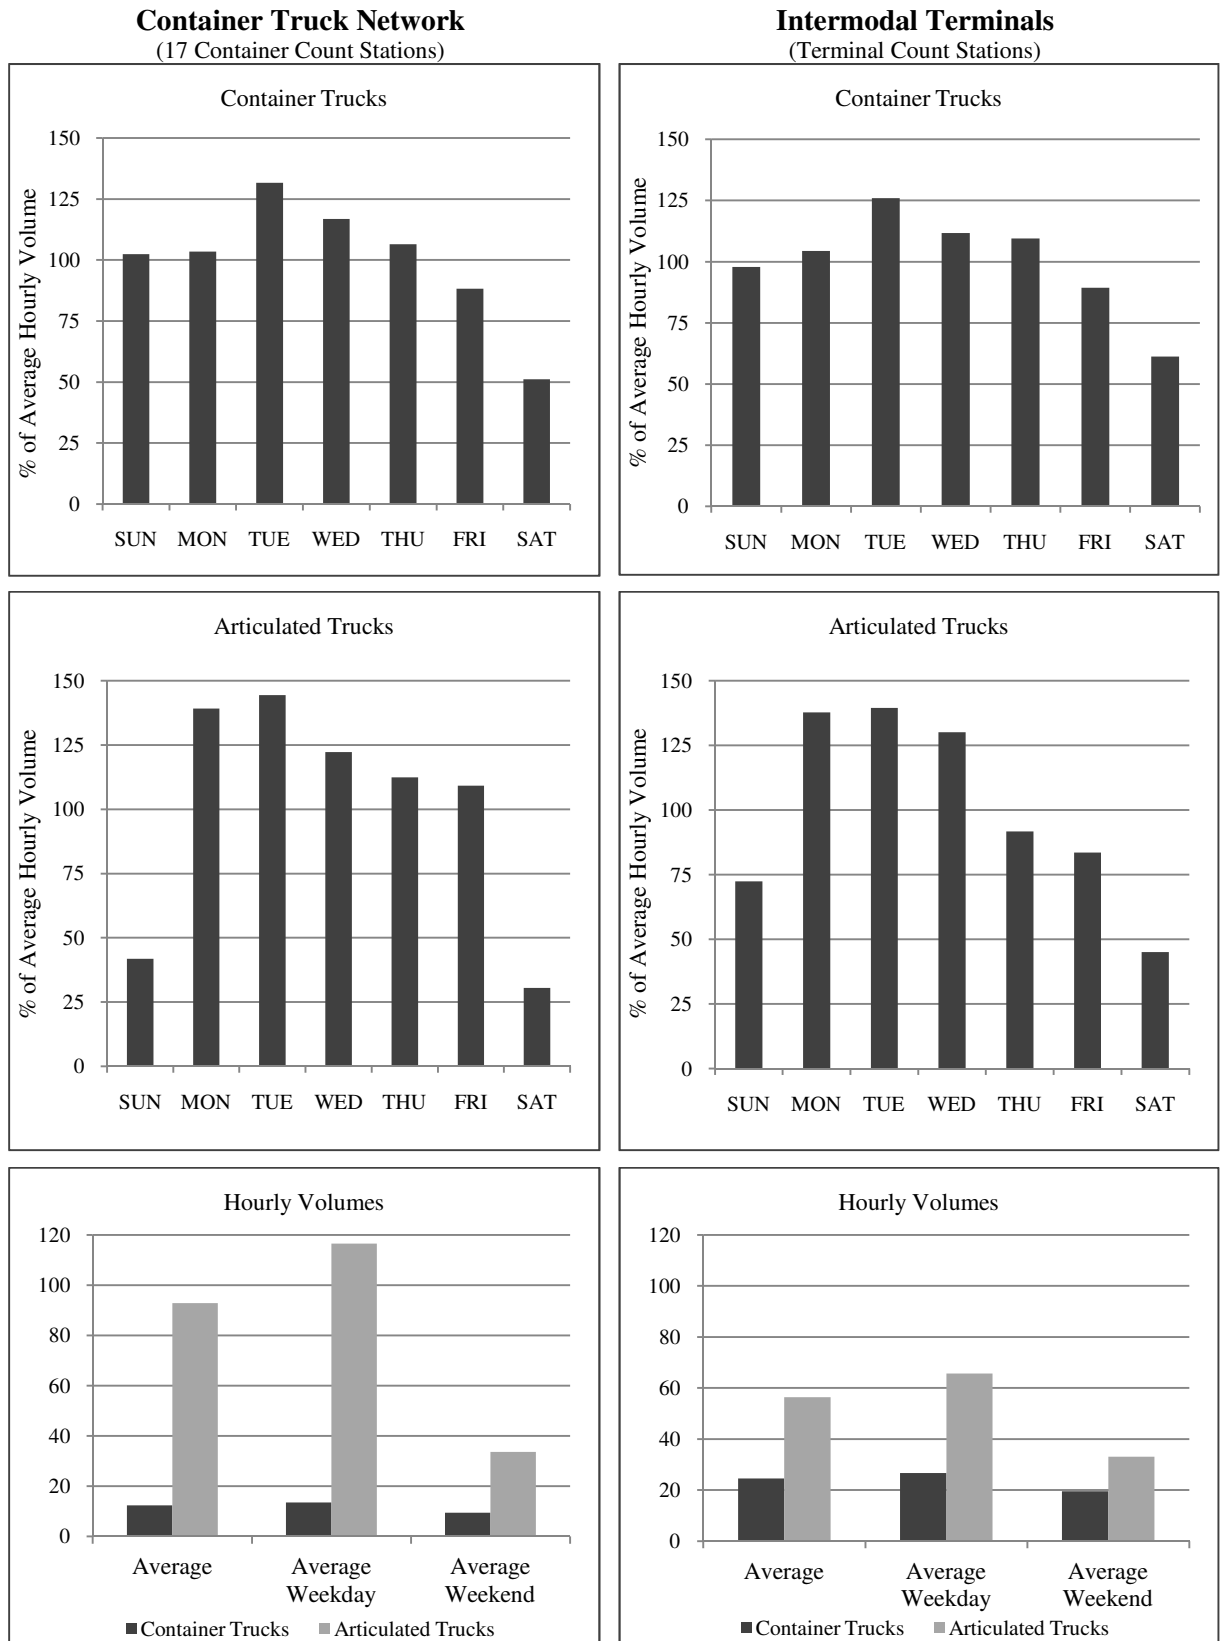 Container Truck Network
(17 Container Count Stations)
Container Trucks
% of Average Hourly Volume
150
125
100
75
50
25
0
SUN MON TUE WED THU FRI SAT
Articulated Trucks
% of Average Hourly Volume
150
125
100
75
50
25
0
SUN MON TUE WED THU FRI SAT
Hourly Volumes
120
100
80
60
40
20
0
Average Average Average
Weekday Weekend
Container Trucks Articulated Trucks
Intermodal Terminals
(Terminal Count Stations)
Container Trucks
% of Average Hourly Volume
150
125
100
75
50
25
0
SUN MON TUE WED THU FRI SAT
Articulated Trucks
% of Average Hourly Volume
150
125
100
75
50
25
0
SUN MON TUE WED THU FRI SAT
Hourly Volumes
120
100
80
60
40
20
0
Average Average Average
Weekday Weekend
Container Trucks Articulated Trucks